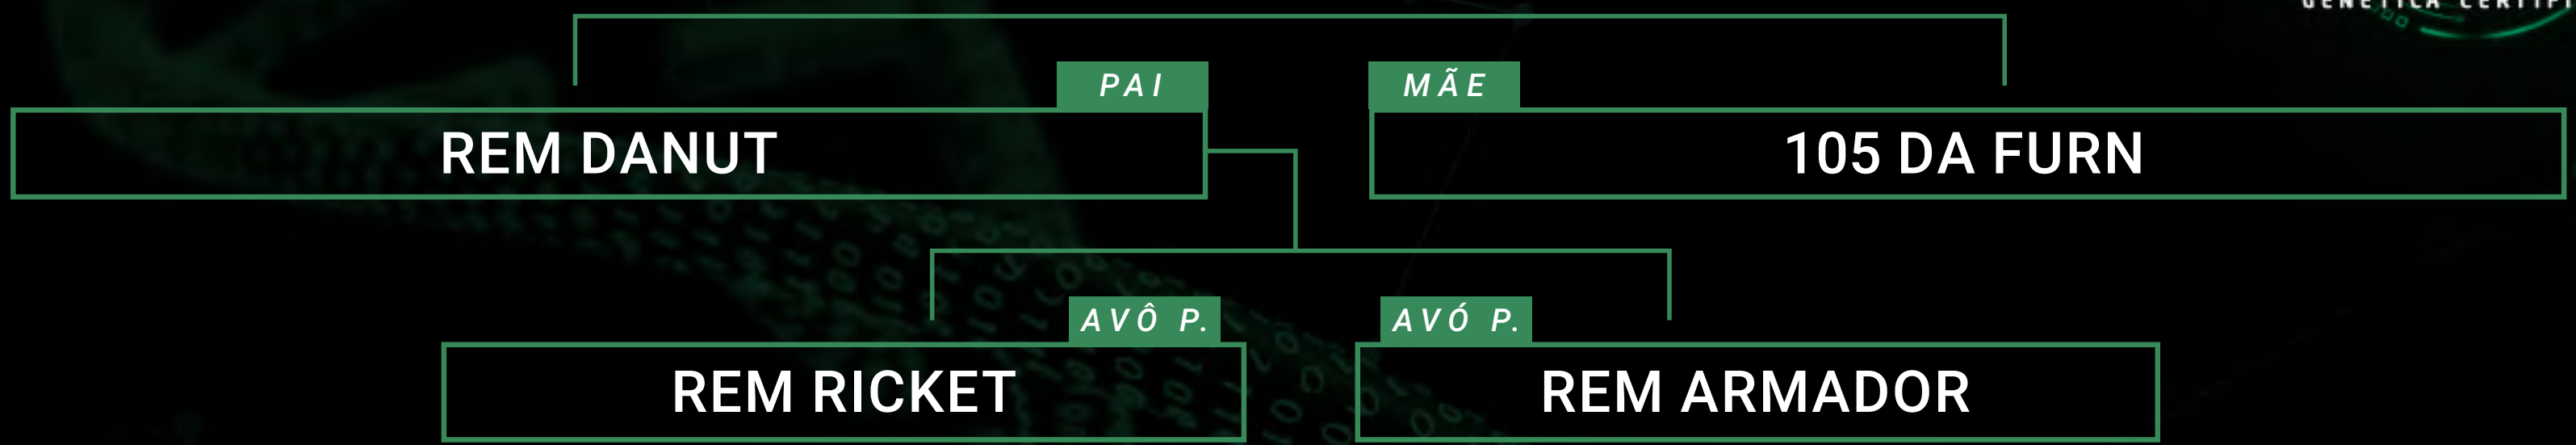 PAI
MÃE
REM DANUT
105 DA FURN
AVÔ P.
AVÓ P.
REM RICKET
REM ARMADOR